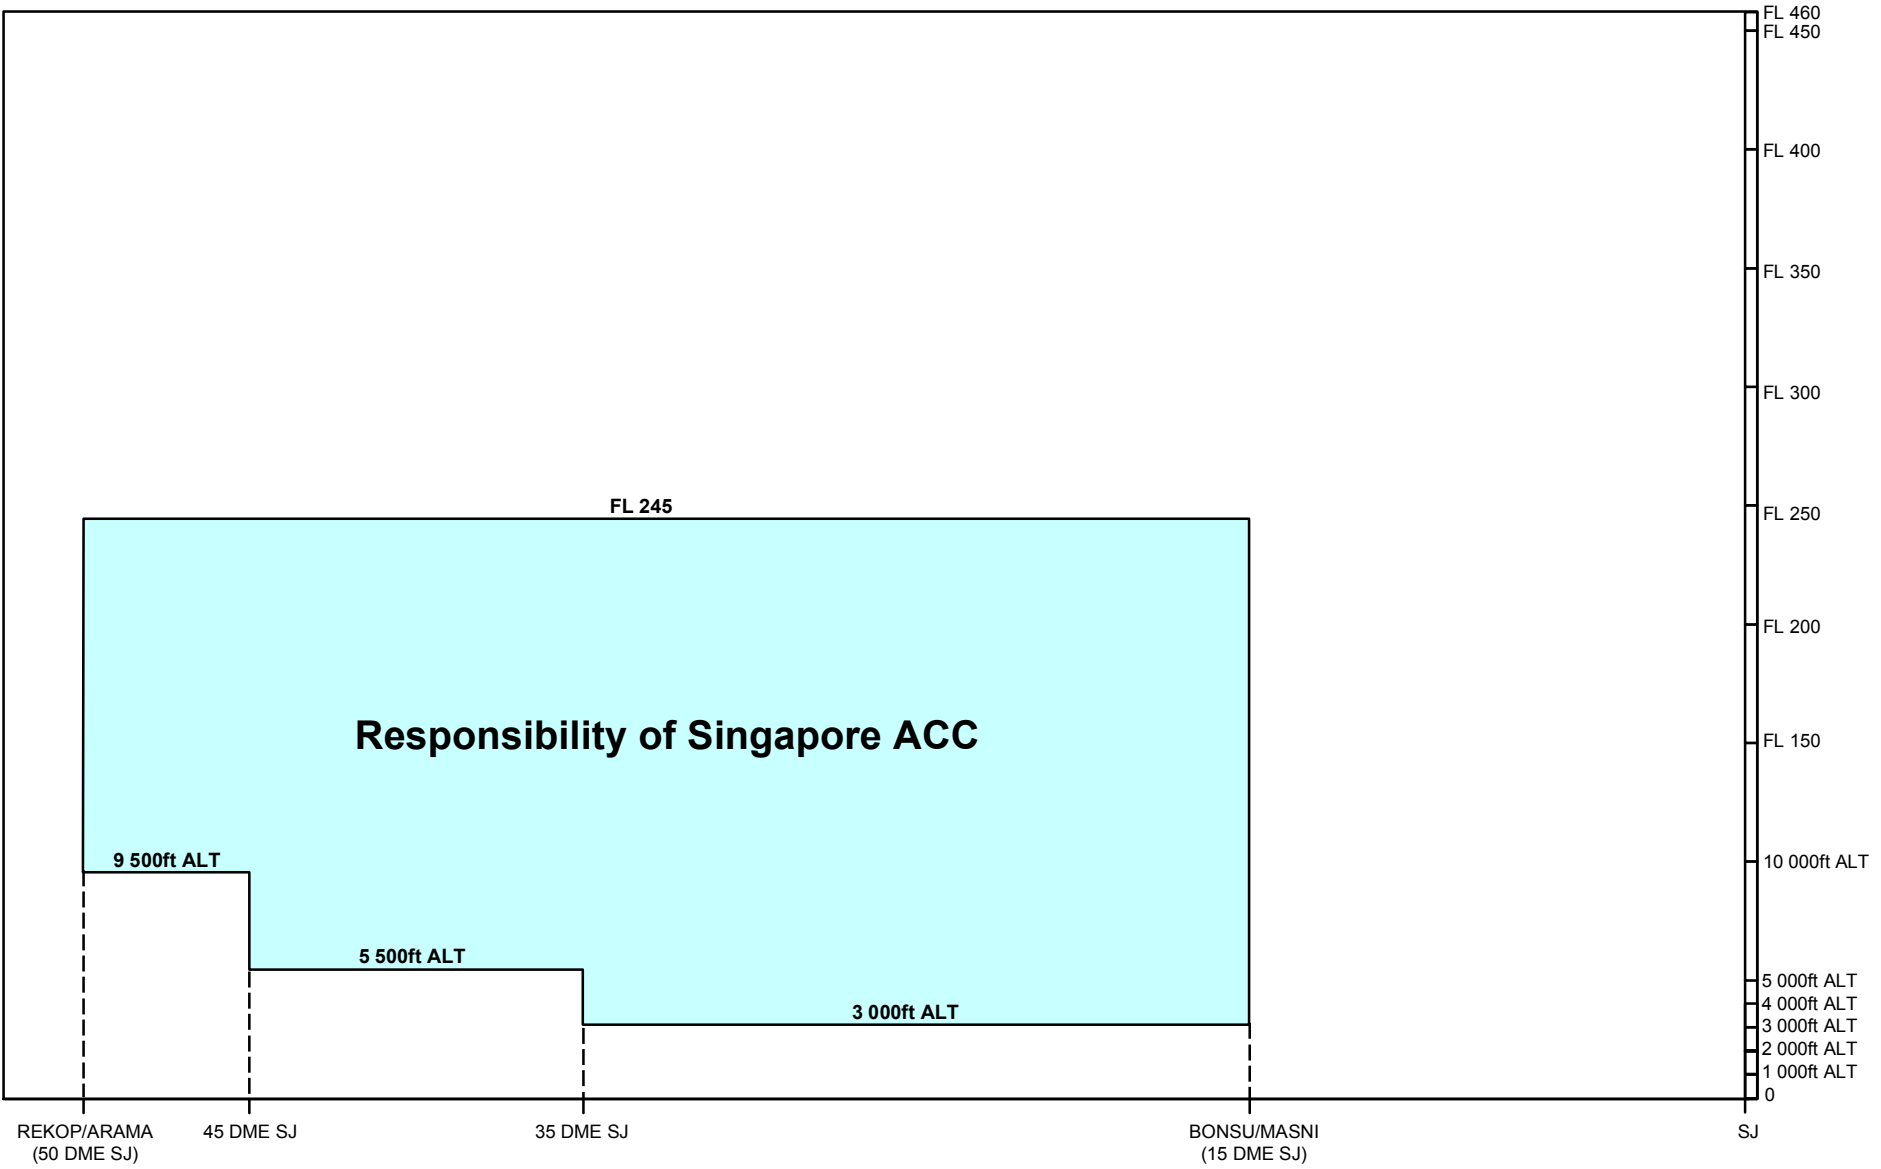 FL 460
FL 450
FL 400
FL 350
FL 300
FL 245
FL 250
FL 200
Responsibility of Singapore ACC
FL 150
9 500ft ALT
10 000ft ALT
5 500ft ALT
5 000ft ALT
4 000ft ALT
3 000ft ALT
3 000ft ALT
2 000ft ALT
1 000ft ALT
0
REKOP/ARAMA
(50 DME SJ)
45 DME SJ
35 DME SJ
BONSU/MASNI
(15 DME SJ)
SJ